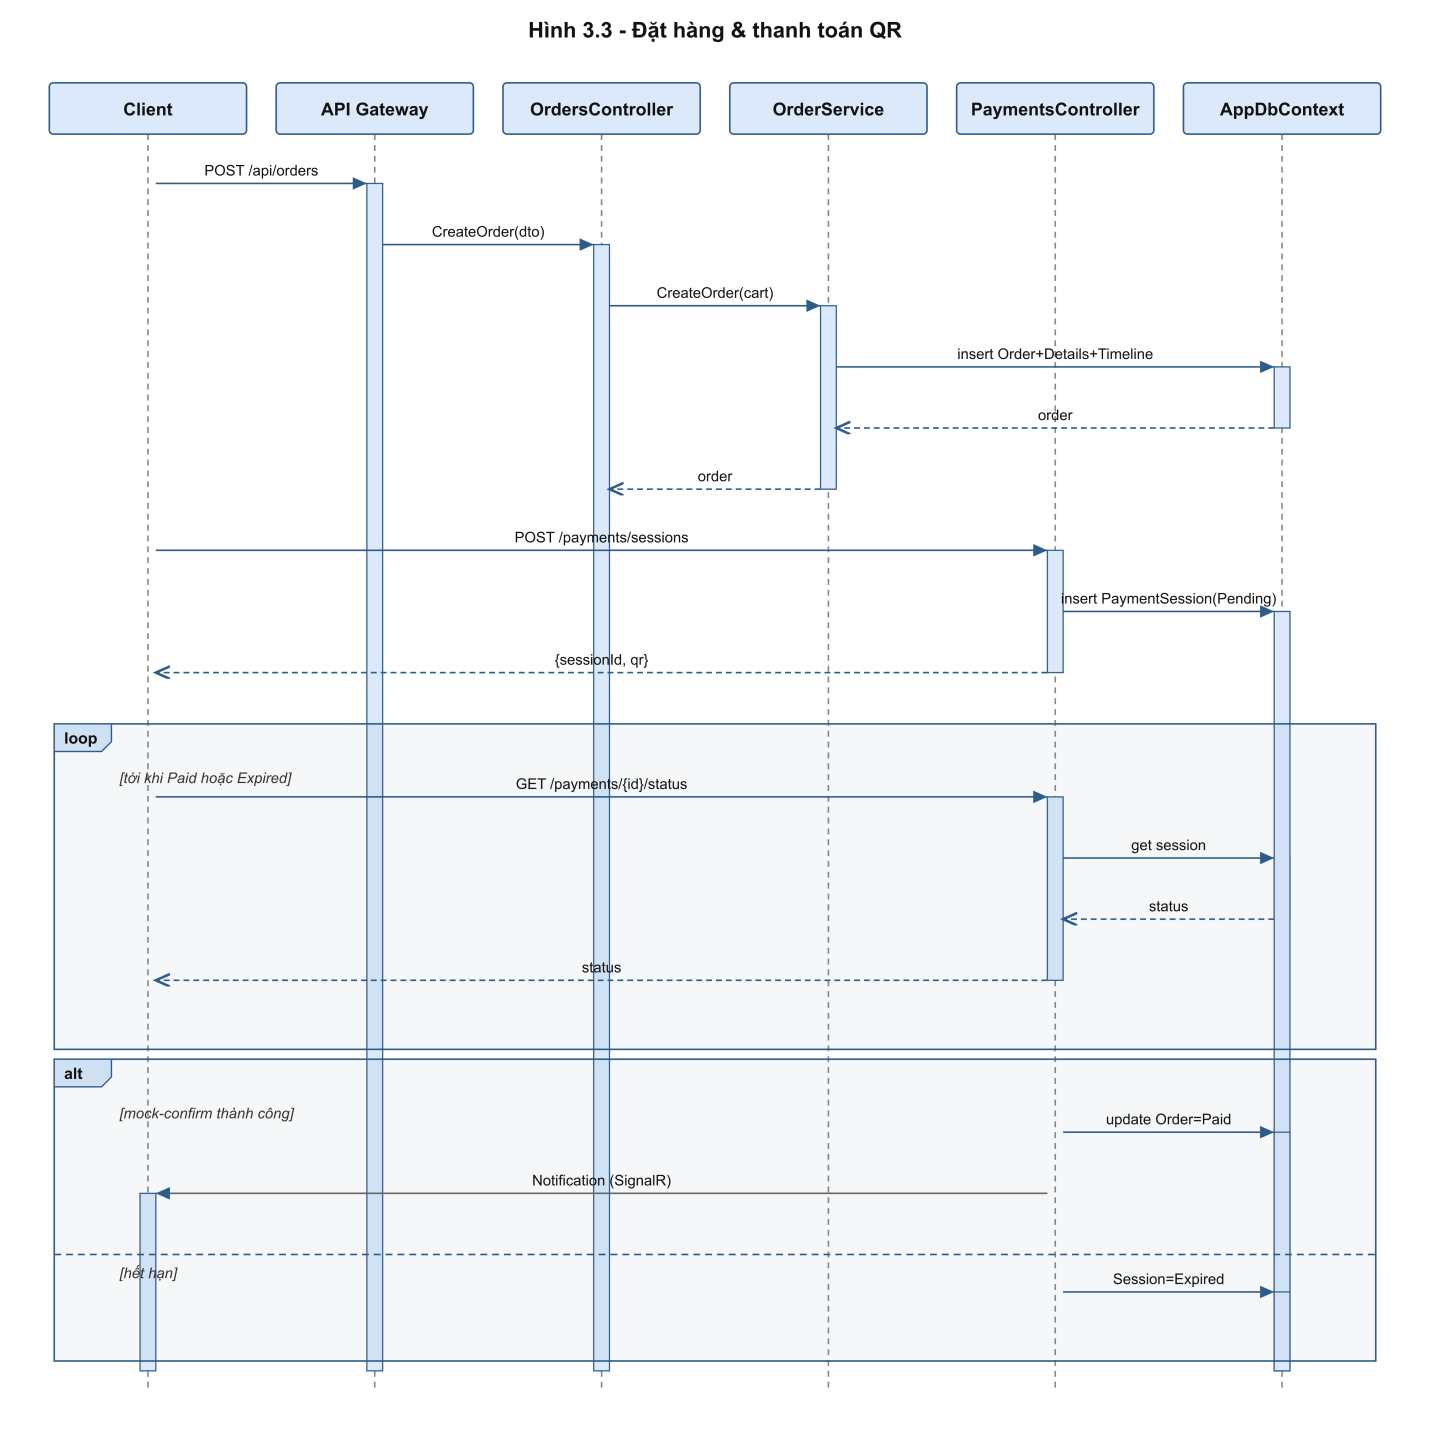 Hình 3.3 - Đặt hàng & thanh toán QR
Client
API Gateway
OrdersController
OrderService
PaymentsController
AppDbContext
POST /api/orders
CreateOrder(dto)
CreateOrder(cart)
insert Order+Details+Timeline
order
order
POST /payments/sessions
insert PaymentSession(Pending)
{sessionId, qr}
loop
[tới khi Paid hoặc Expired]
GET /payments/{id}/status
get session
status
status
alt
[mock-confirm thành công]
update Order=Paid
Notification (SignalR)
[hết hạn]
Session=Expired